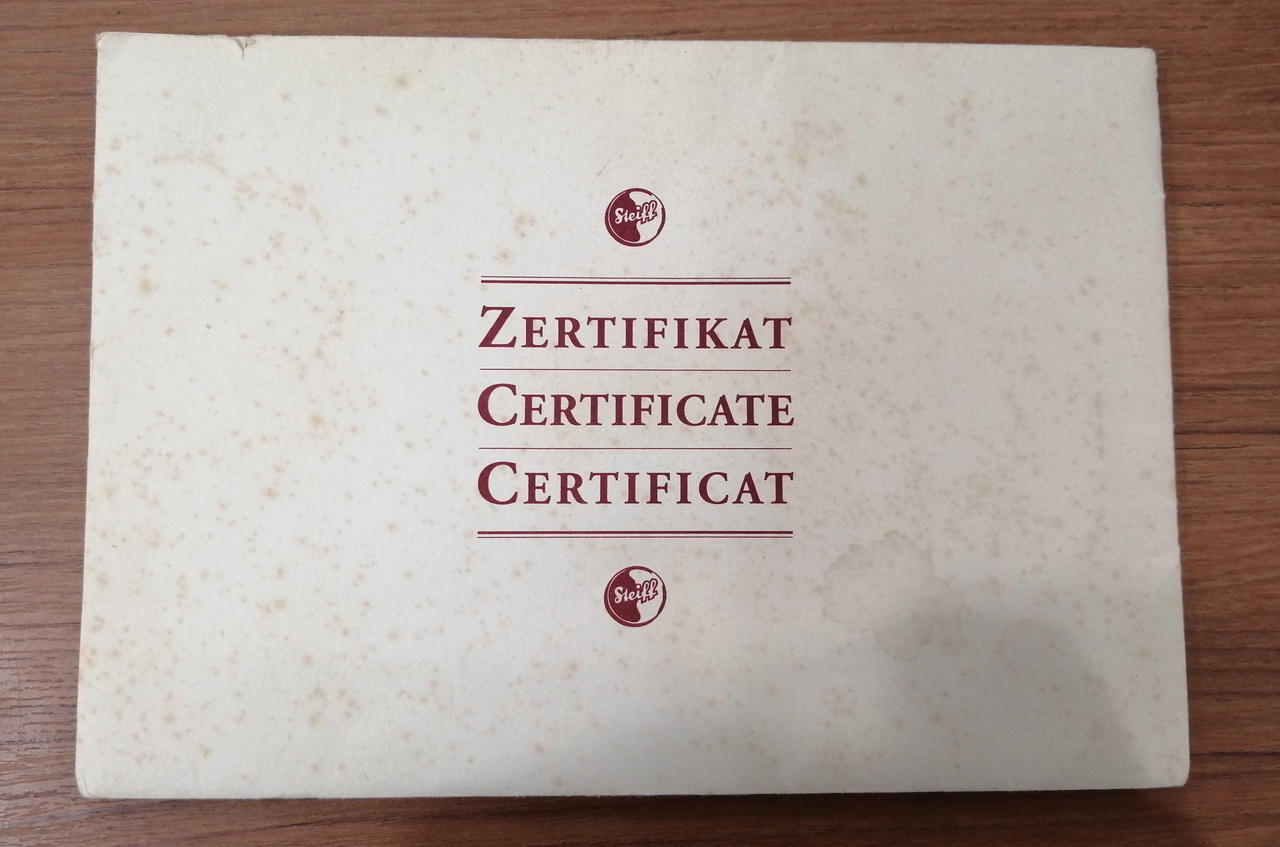 Steiff
ZERTIFIKAT
CERTIFICATE
CERTIFICAT
Steiff